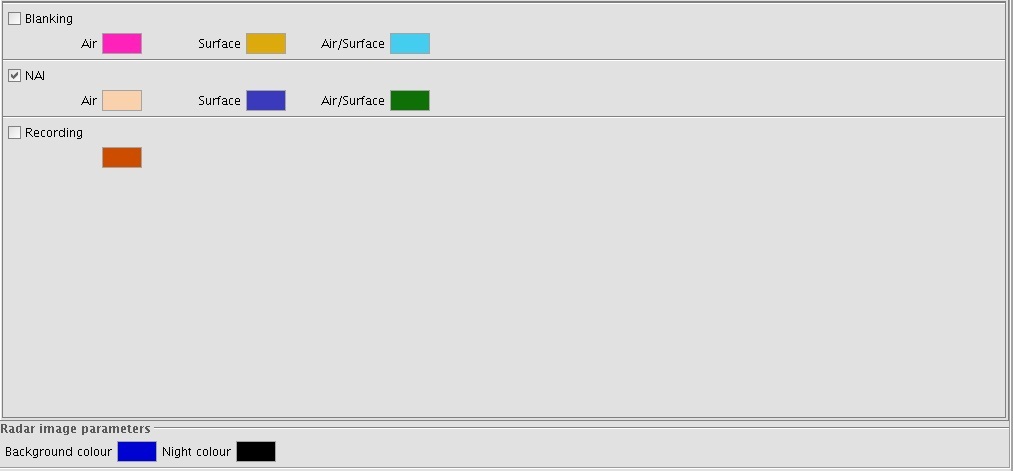 Blanking
Air Surface Air/Surface
NAI
Air Surface Air/Surface
Recording
Radar image parameters
Background colour Night colour